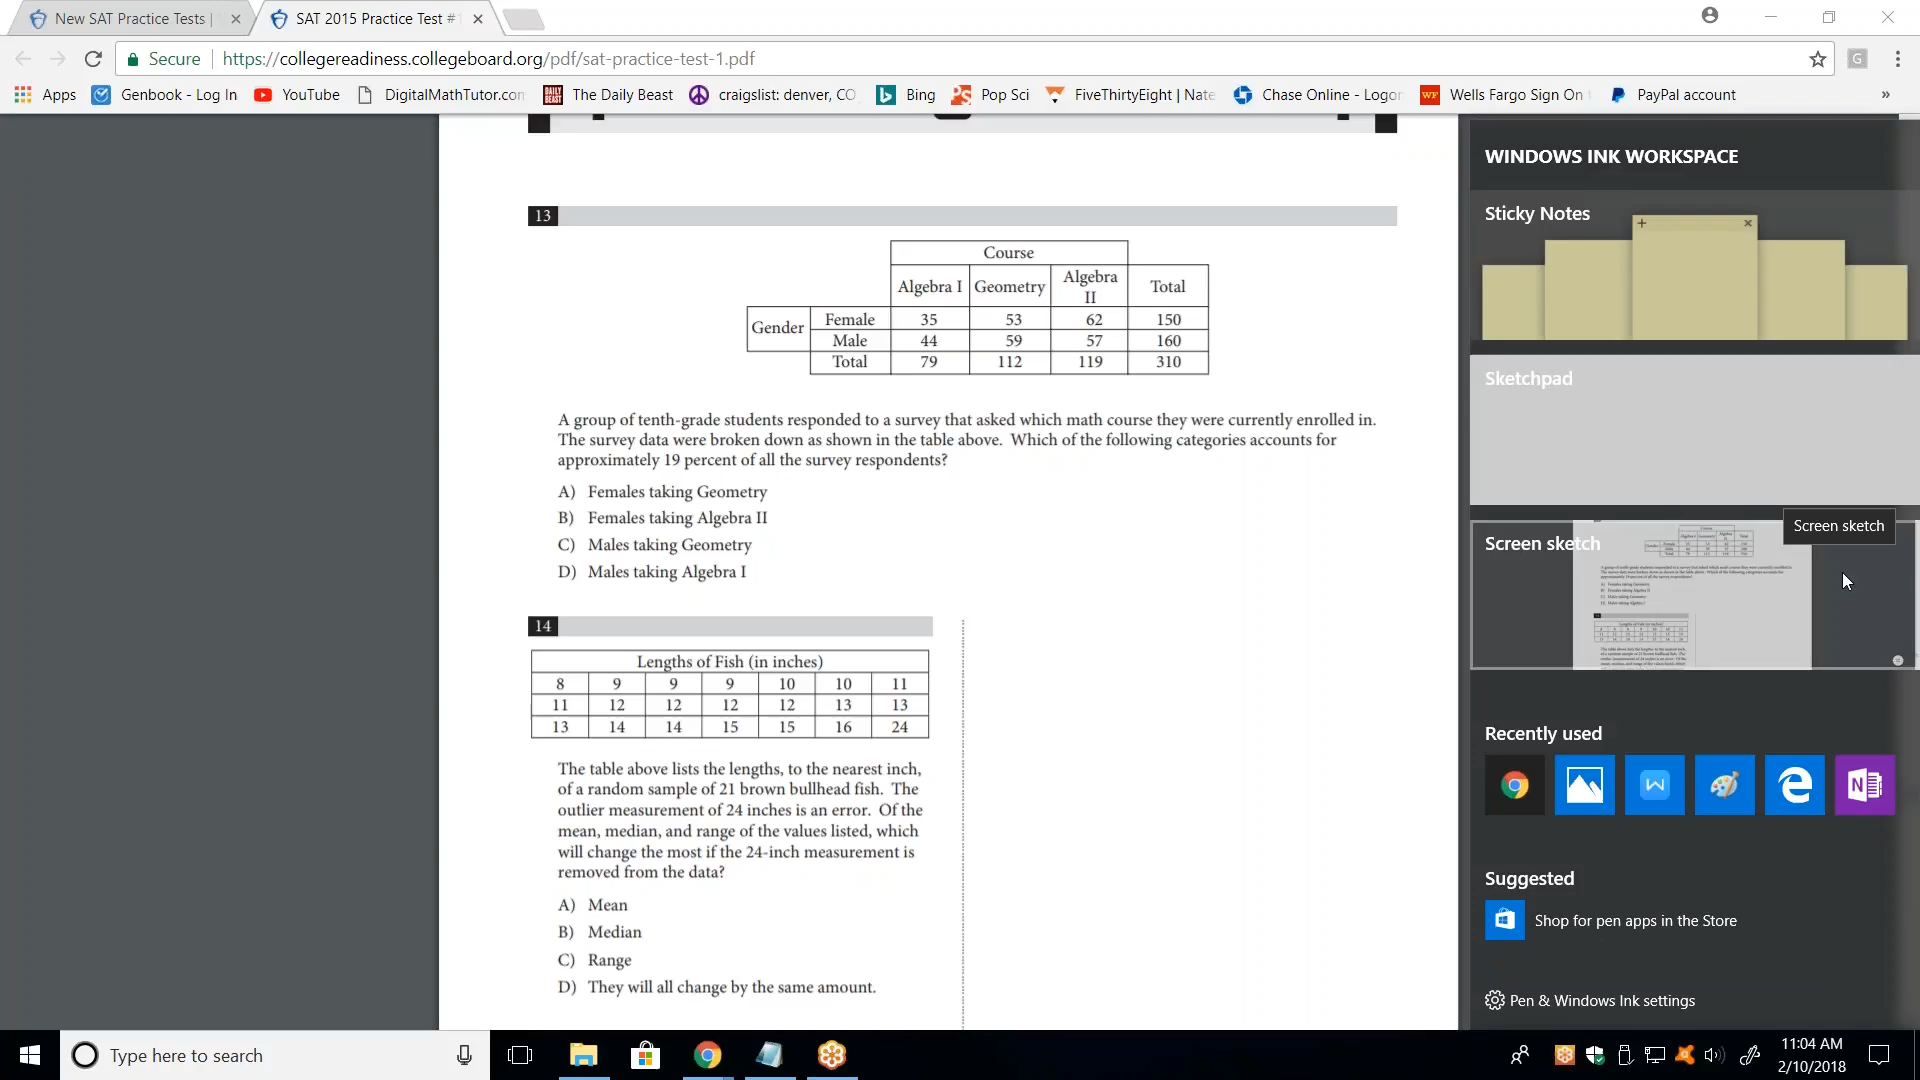 New SAT Practice Tests |
SAT 2015 Practice Test #
Secure
https://collegereadiness.collegeboard.org/pdf/sat-practice-test-1.pdf
G
Apps
Genbook - Log In
YouTube
DigitalMathTutor.com
DAILY BEAST
The Daily Beast
craigslist: denver, CO
Bing
PS
Pop Sci
FiveThirtyEight | Nate
Chase Online - Logon
WF
Wells Fargo Sign On
PayPal account
»
13
Course
Algebra I Geometry Algebra II Total
Gender
Female 35 53 62 150
Male 44 59 57 160
Total 79 112 119 310
A group of tenth-grade students responded to a survey that asked which math course they were currently enrolled in.
The survey data were broken down as shown in the table above. Which of the following categories accounts for
approximately 19 percent of all the survey respondents?
A) Females taking Geometry
B) Females taking Algebra II
C) Males taking Geometry
D) Males taking Algebra I
14
Lengths of Fish (in inches)
8 9 9 9 10 10 11
11 12 12 12 12 13 13
13 14 14 15 15 16 24
The table above lists the lengths, to the nearest inch,
of a random sample of 21 brown bullhead fish. The
outlier measurement of 24 inches is an error. Of the
mean, median, and range of the values listed, which
will change the most if the 24-inch measurement is
removed from the data?
A) Mean
B) Median
C) Range
D) They will all change by the same amount.
WINDOWS INK WORKSPACE
Sticky Notes
Sketchpad
Screen sketch
Screen sketch
Recently used
N
Suggested
Shop for pen apps in the Store
Pen & Windows Ink settings
Type here to search
11:04 AM
2/10/2018